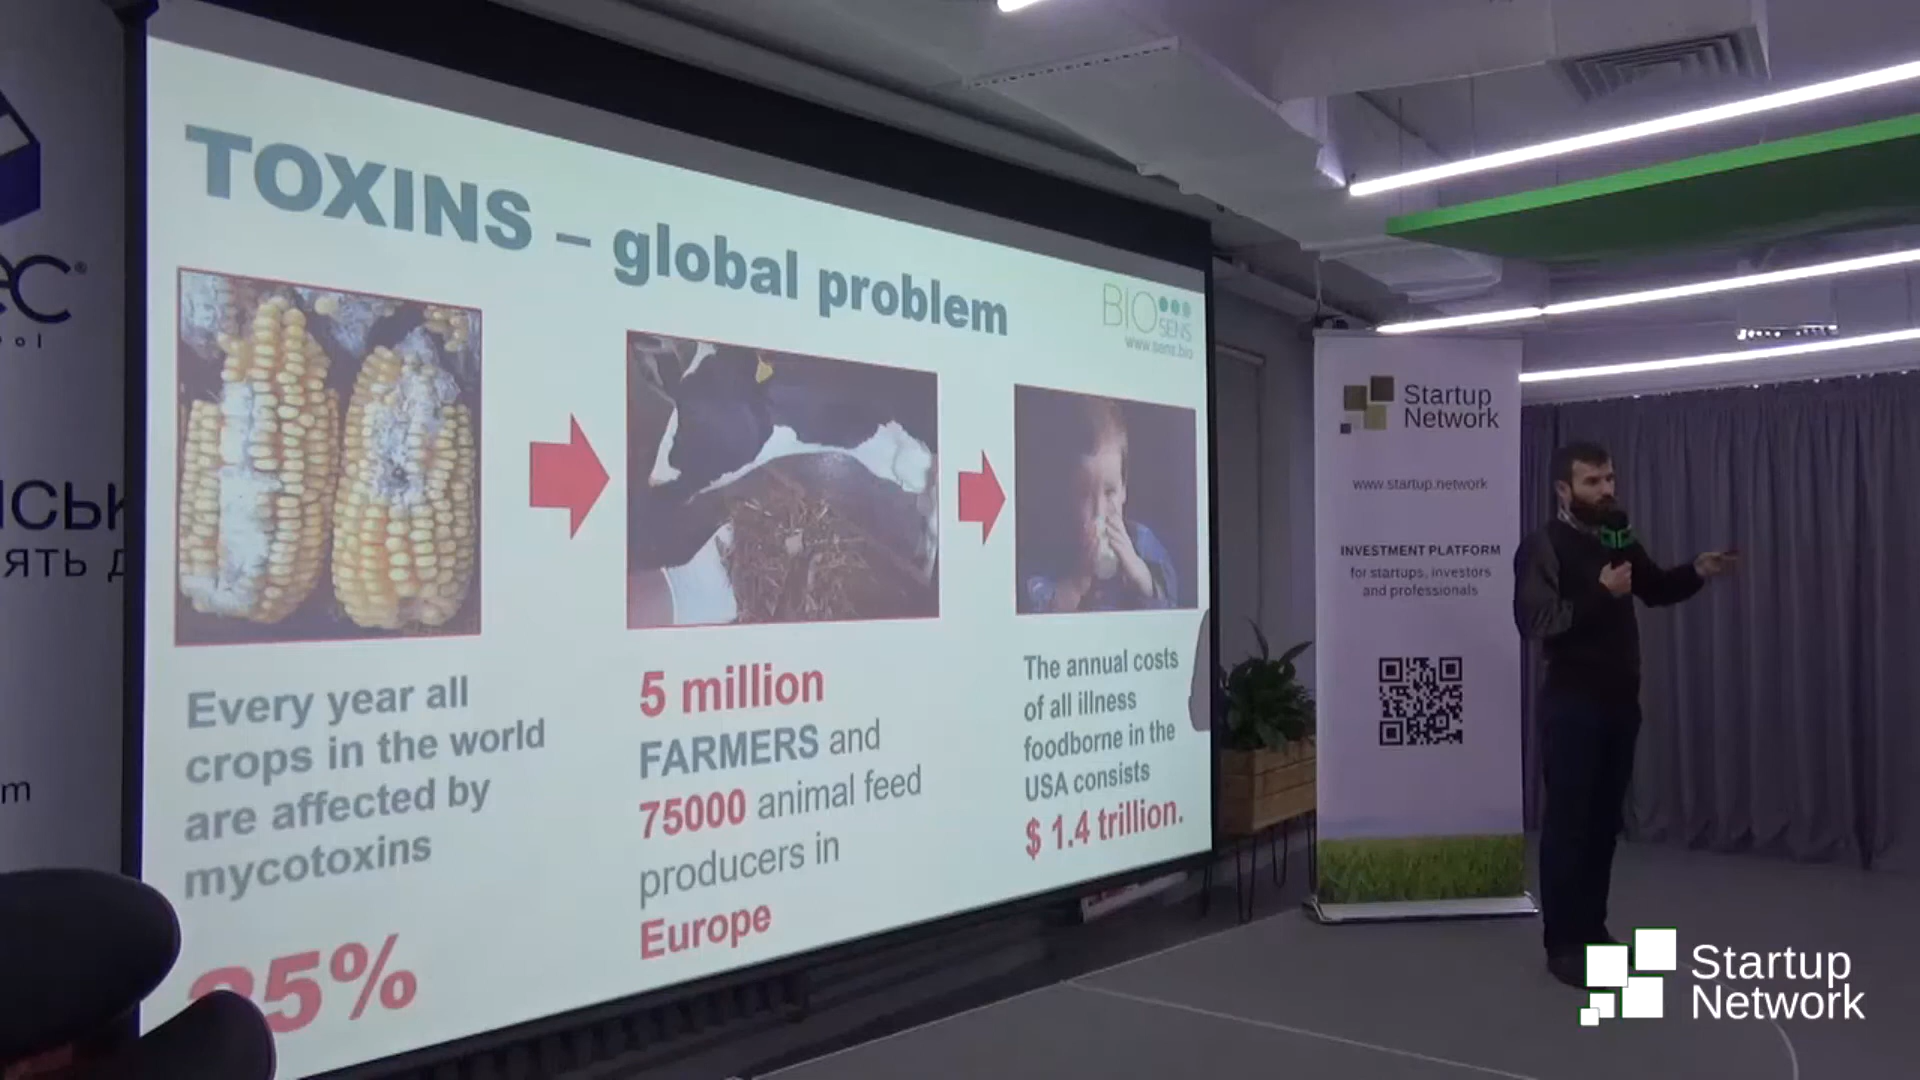 TOXINS – global problem
BIO
SENS
www.sens.bio
Every year all
crops in the world
are affected by
mycotoxins
5 million
FARMERS and
75000 animal feed
producers in
Europe
The annual costs
of all illness
foodborne in the
USA consists
$ 1.4 trillion.
Startup
Network
www.startup.network
INVESTMENT PLATFORM
for startups, investors
and professionals
Startup
Network